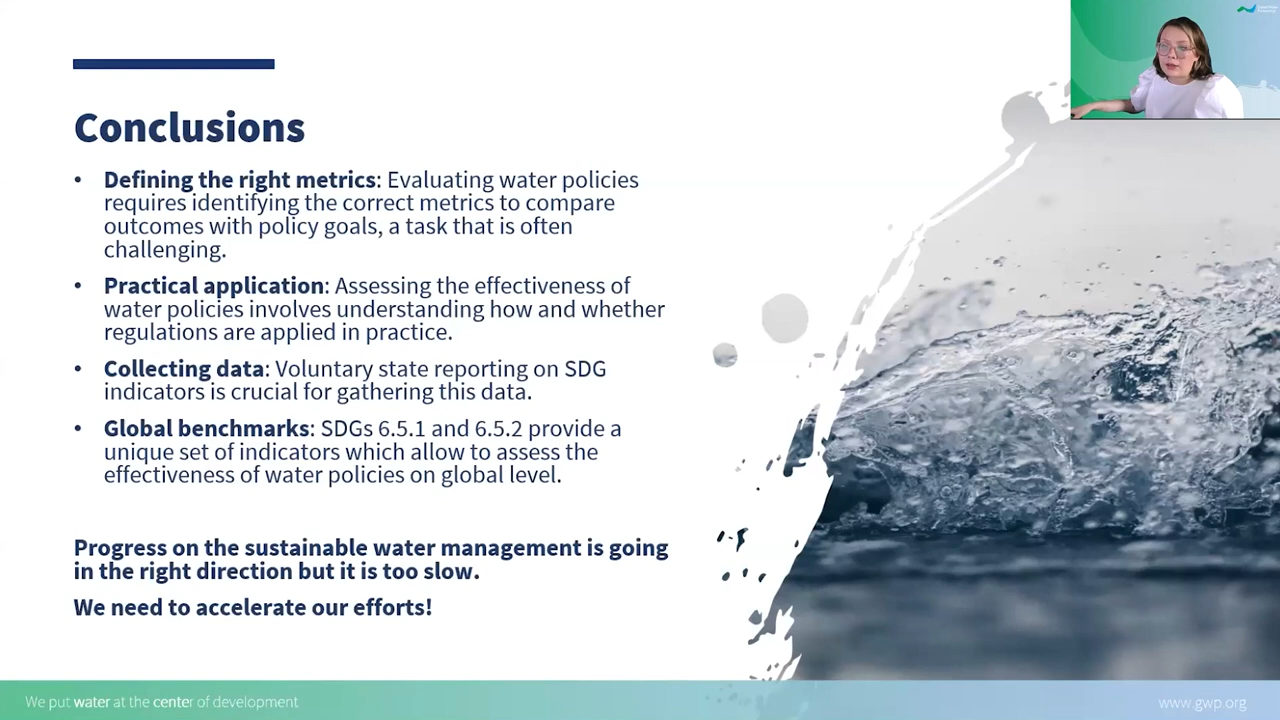 Conclusions
• Defining the right metrics: Evaluating water policies
requires identifying the correct metrics to compare
outcomes with policy goals, a task that is often
challenging.
• Practical application: Assessing the effectiveness of
water policies involves understanding how and whether
regulations are applied in practice.
• Collecting data: Voluntary state reporting on SDG
indicators is crucial for gathering this data.
• Global benchmarks: SDGs 6.5.1 and 6.5.2 provide a
unique set of indicators which allow to assess the
effectiveness of water policies on global level.
Progress on the sustainable water management is going
in the right direction but it is too slow.
We need to accelerate our efforts!
We put water at the center of development
www.gwp.org